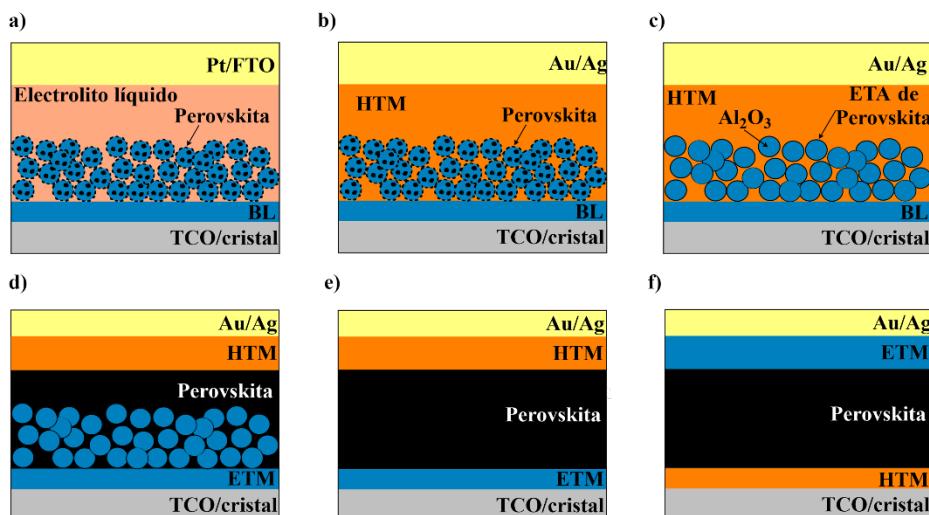 a)
Pt/FTO
Electrolito líquido
Perovskita
BL
TCO/cristal
b)
Au/Ag
HTM
Perovskita
BL
TCO/cristal
c)
Au/Ag
HTM
ETA de
Al₂O₃
Perovskita
BL
TCO/cristal
d)
Au/Ag
HTM
Perovskita
ETM
TCO/cristal
e)
Au/Ag
HTM
Perovskita
ETM
TCO/cristal
f)
Au/Ag
ETM
Perovskita
HTM
TCO/cristal